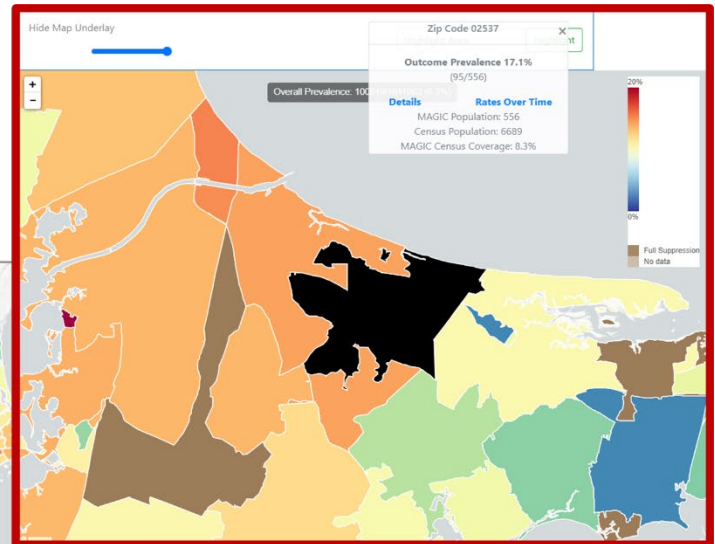 Hide Map Underlay
Zip Code 02537
×
Outcome Prevalence 17.1%
(95/556)
Overall Prevalence:
Details Rates Over Time
MAGIC Population: 556
Census Population: 6689
MAGIC Census Coverage: 8.3%
+
-
20%
0%
Full Suppression
No data